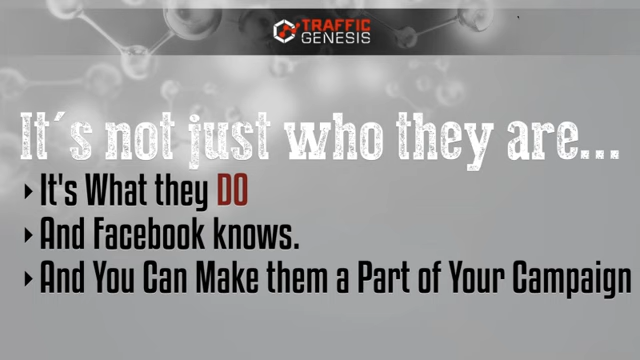 TRAFFIC
GENESIS
It´s not just who they are...
‣ It's What they DO
‣ And Facebook knows.
‣ And You Can Make them a Part of Your Campaign